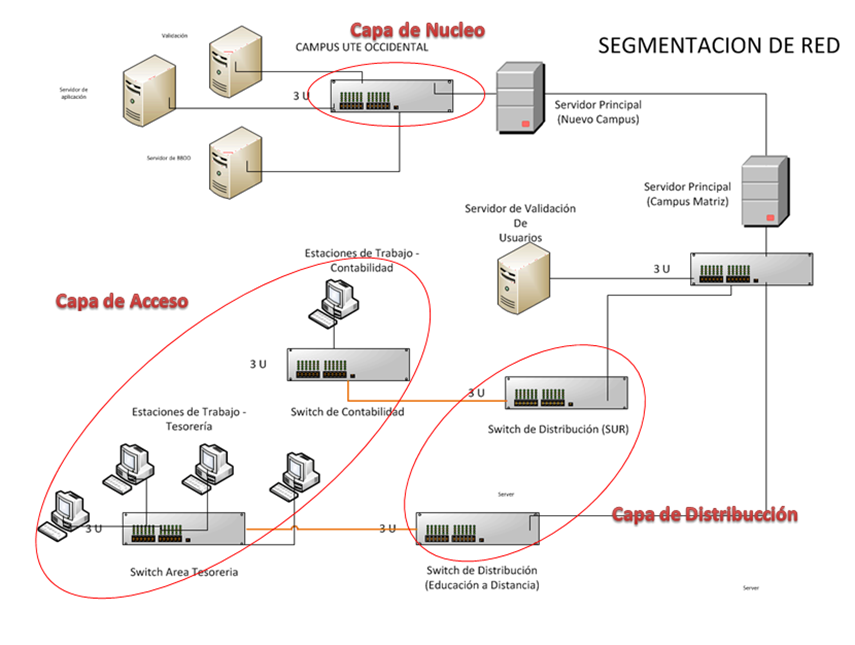 Capa de Nucleo
SEGMENTACION DE RED
Validación
CAMPUS UTE OCCIDENTAL
Servidor de
aplicación
3 U
Servidor Principal
(Nuevo Campus)
Servidor de BBDD
Servidor Principal
(Campus Matriz)
Servidor de Validación
De
Usuarios
3 U
Estaciones de Trabajo -
Contabilidad
Capa de Acceso
3 U
Switch de Contabilidad
3 U
Switch de Distribución (SUR)
Estaciones de Trabajo -
Tesorería
Server
3 U
3 U
Capa de Distribucción
Switch Area Tesoreria
Switch de Distribución
(Educación a Distancia)
Server